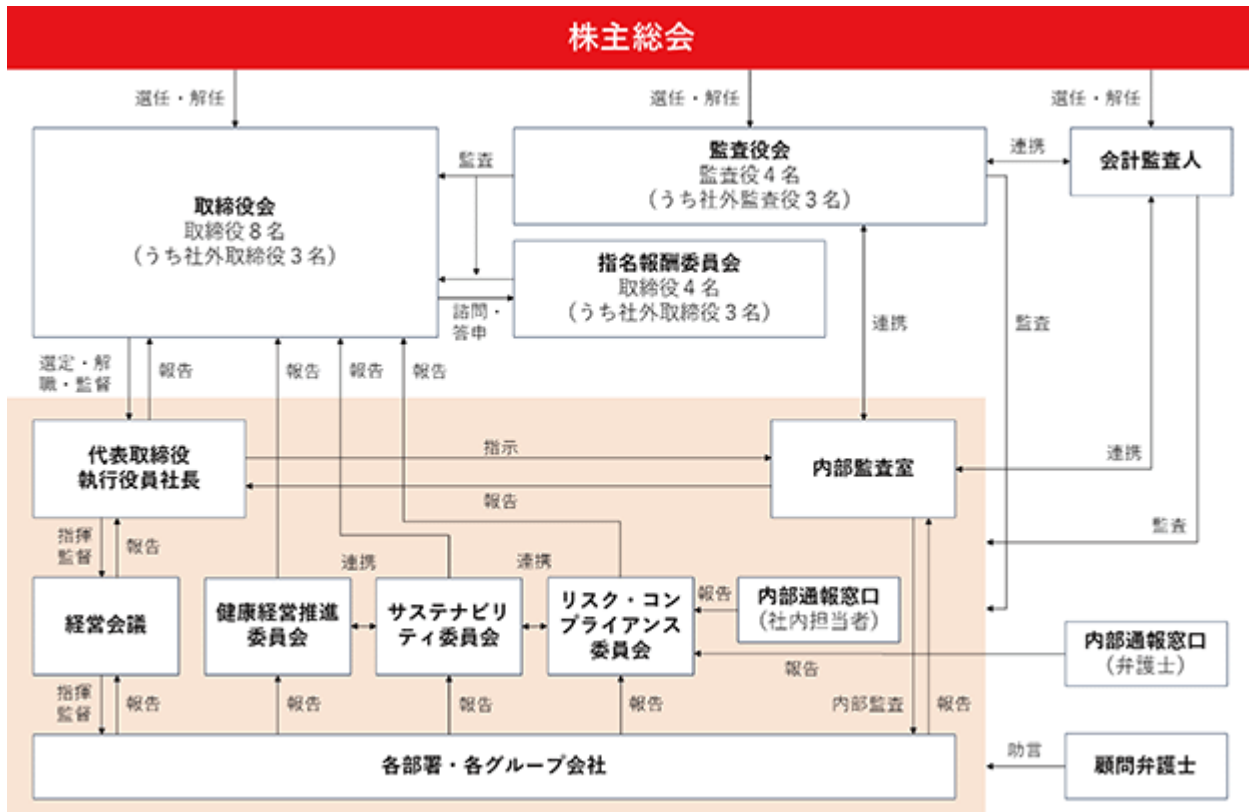 株主総会
選任・解任
選任・解任
選任・解任
取締役会
取締役8名
(うち社外取締役3名)
監査
監査役会
監査役4名
(うち社外監査役3名)
連携
会計監査人
指名報酬委員会
取締役4名
(うち社外取締役3名)
諮問・
答申
連携
監査
選定・解
職・監督
報告
報告
報告
報告
代表取締役
執行役員社長
指示
報告
内部監査室
連携
監査
指揮
監督
報告
連携
連携
経営会議
健康経営推進
委員会
サステナビリ
ティ委員会
リスク・コン
プライアンス
委員会
報告
内部通報窓口
(社内担当者)
報告
内部通報窓口
(弁護士)
指揮
監督
報告
報告
報告
報告
内部監査
報告
各部署・各グループ会社
助言
顧問弁護士